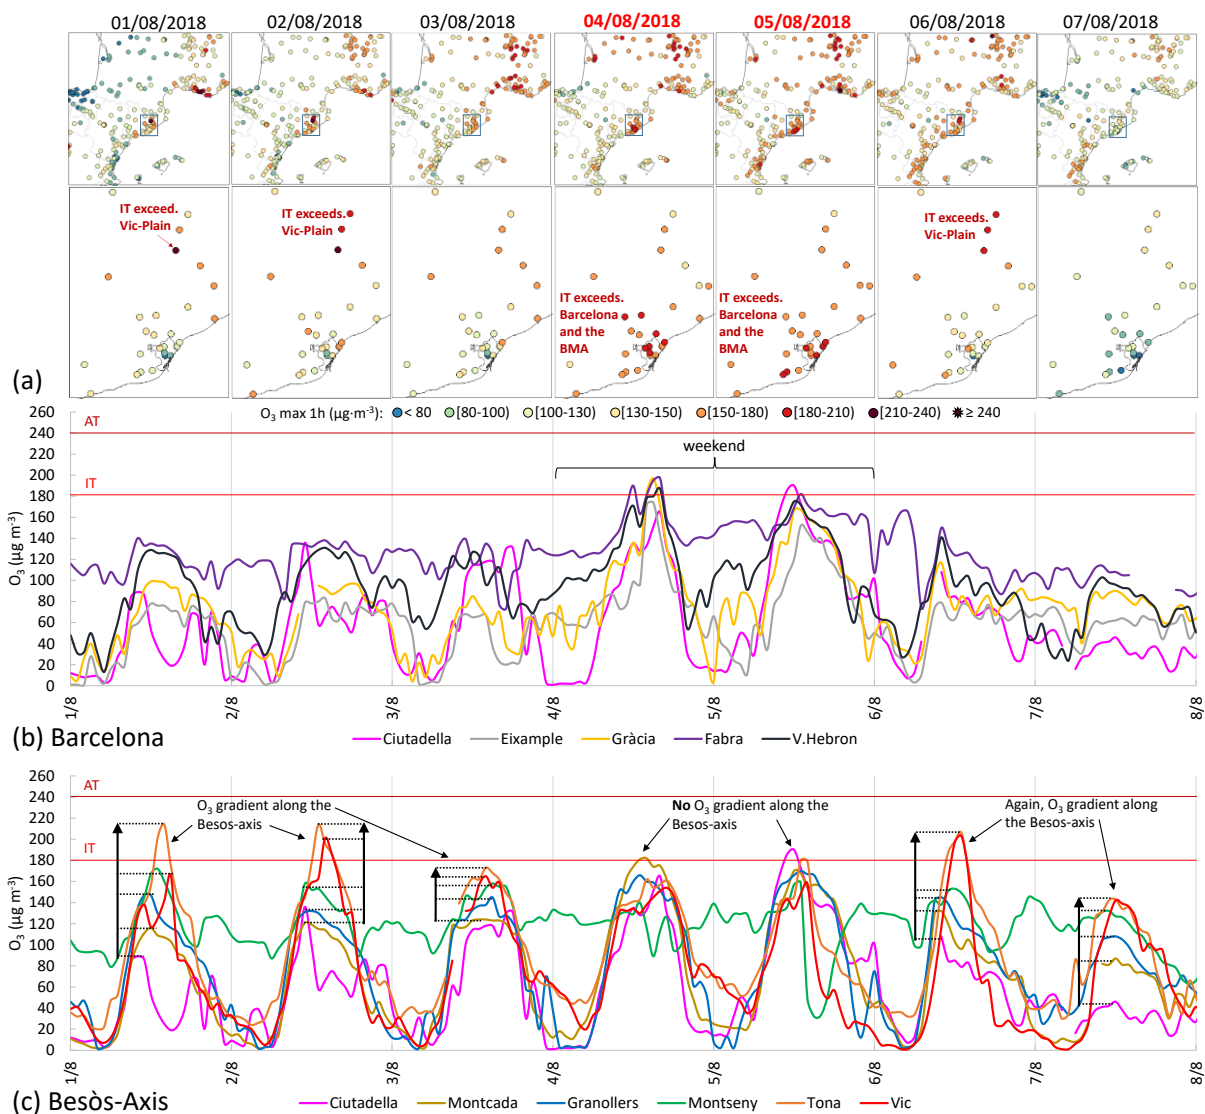 01/08/2018 02/08/2018 03/08/2018 04/08/2018 05/08/2018 06/08/2018 07/08/2018
IT exceed.
Vic-Plain
IT exceeds.
Vic-Plain
IT exceeds.
Barcelona
and the
BMA
IT exceeds.
Barcelona
and the
BMA
IT exceeds.
Vic-Plain
(a)
O₃ max 1h (µg·m⁻³): < 80 [80-100) [100-130) [130-150) [150-180) [180-210) [210-240) ≥ 240
260
240
220
200
180
160
140
120
100
80
60
40
20
0
O₃ (µg m⁻³)
AT
IT
weekend
1/8 2/8 3/8 4/8 5/8 6/8 7/8 8/8
(b) Barcelona
Ciutadella Eixample Gràcia Fabra V.Hebron
260
240
220
200
180
160
140
120
100
80
60
40
20
0
O₃ (µg m⁻³)
AT
IT
O₃ gradient along the
Besos-axis
No O₃ gradient along the
Besos-axis
Again, O₃ gradient along
the Besos-axis
1/8 2/8 3/8 4/8 5/8 6/8 7/8 8/8
(c) Besòs-Axis
Ciutadella Montcada Granollers Montseny Tona Vic